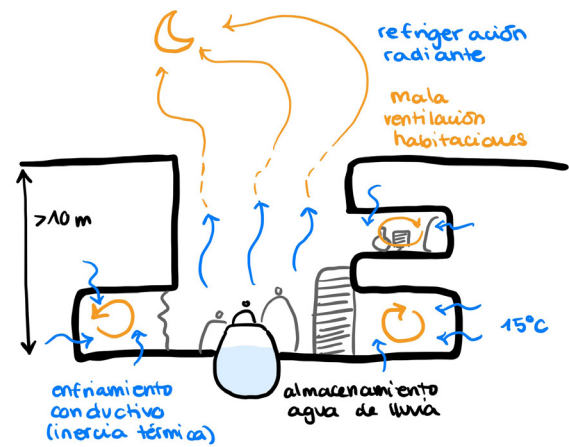 refrigeración
radiante
mala
ventilación
habitaciones
>10 m
15°C
enfriamiento
conductivo
(inercia térmica)
almacenamiento
agua de lluvia